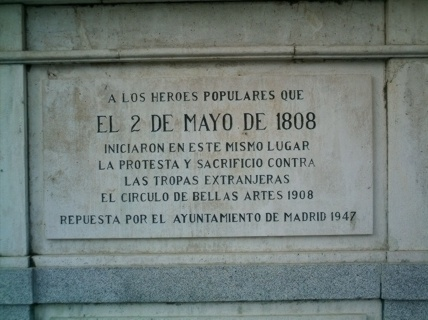 A LOS HEROES POPULARES QUE
EL 2 DE MAYO DE 1808
INICIARON EN ESTE MISMO LUGAR
LA PROTESTA Y SACRIFICIO CONTRA
LAS TROPAS EXTRANJERAS
EL CIRCULO DE BELLAS ARTES 1908
REPUESTA POR EL AYUNTAMIENTO DE MADRID 1947